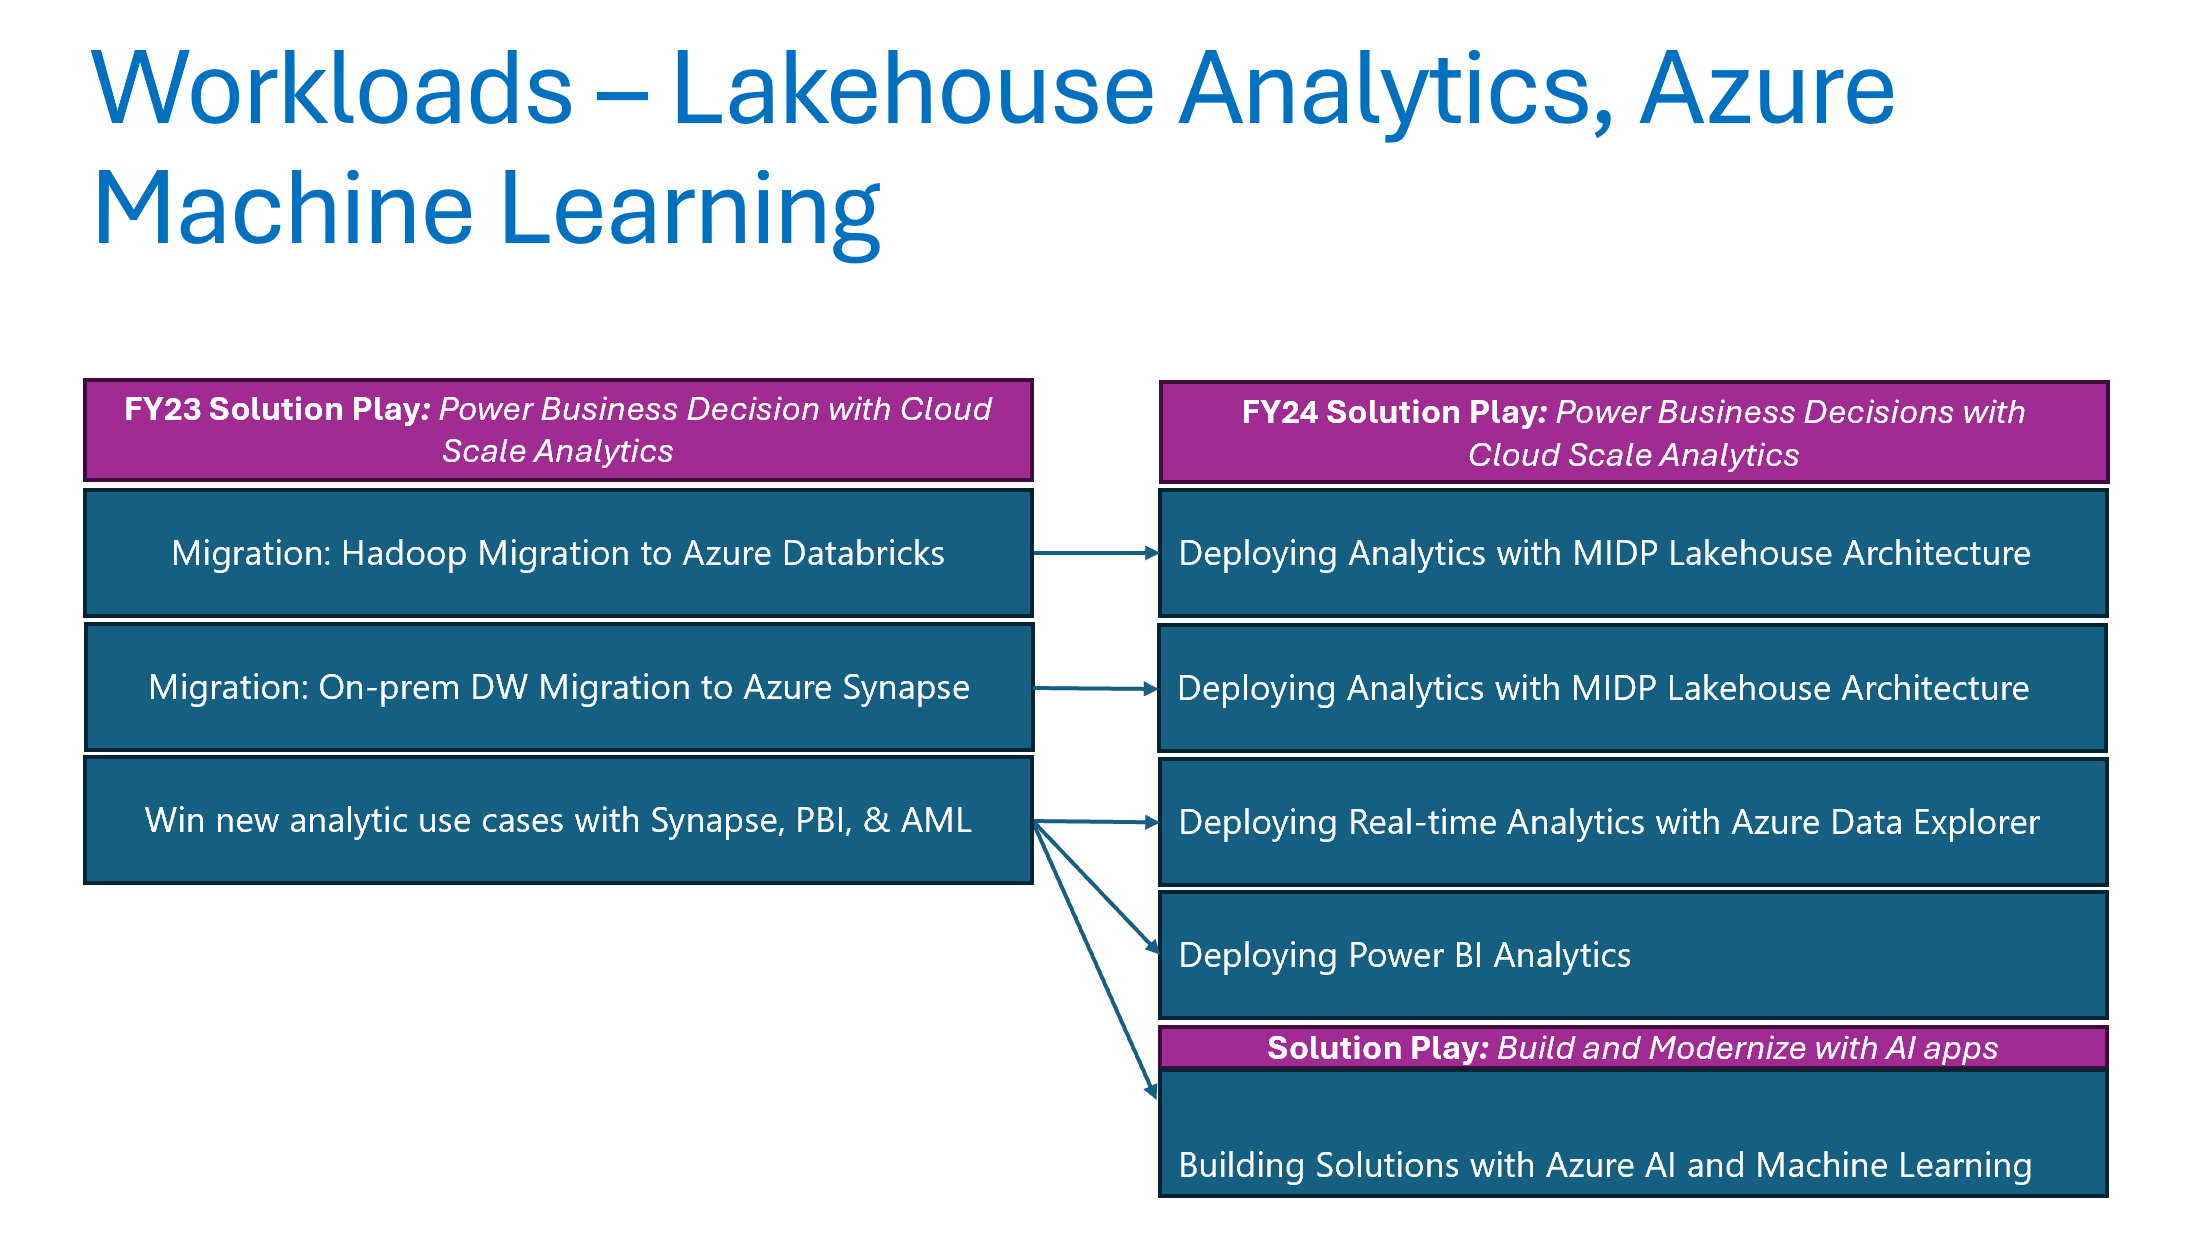 Workloads – Lakehouse Analytics, Azure
Machine Learning
FY23 Solution Play: Power Business Decision with Cloud
Scale Analytics
Migration: Hadoop Migration to Azure Databricks
Migration: On-prem DW Migration to Azure Synapse
Win new analytic use cases with Synapse, PBI, & AML
FY24 Solution Play: Power Business Decisions with
Cloud Scale Analytics
Deploying Analytics with MIDP Lakehouse Architecture
Deploying Analytics with MIDP Lakehouse Architecture
Deploying Real-time Analytics with Azure Data Explorer
Deploying Power BI Analytics
Solution Play: Build and Modernize with AI apps
Building Solutions with Azure AI and Machine Learning